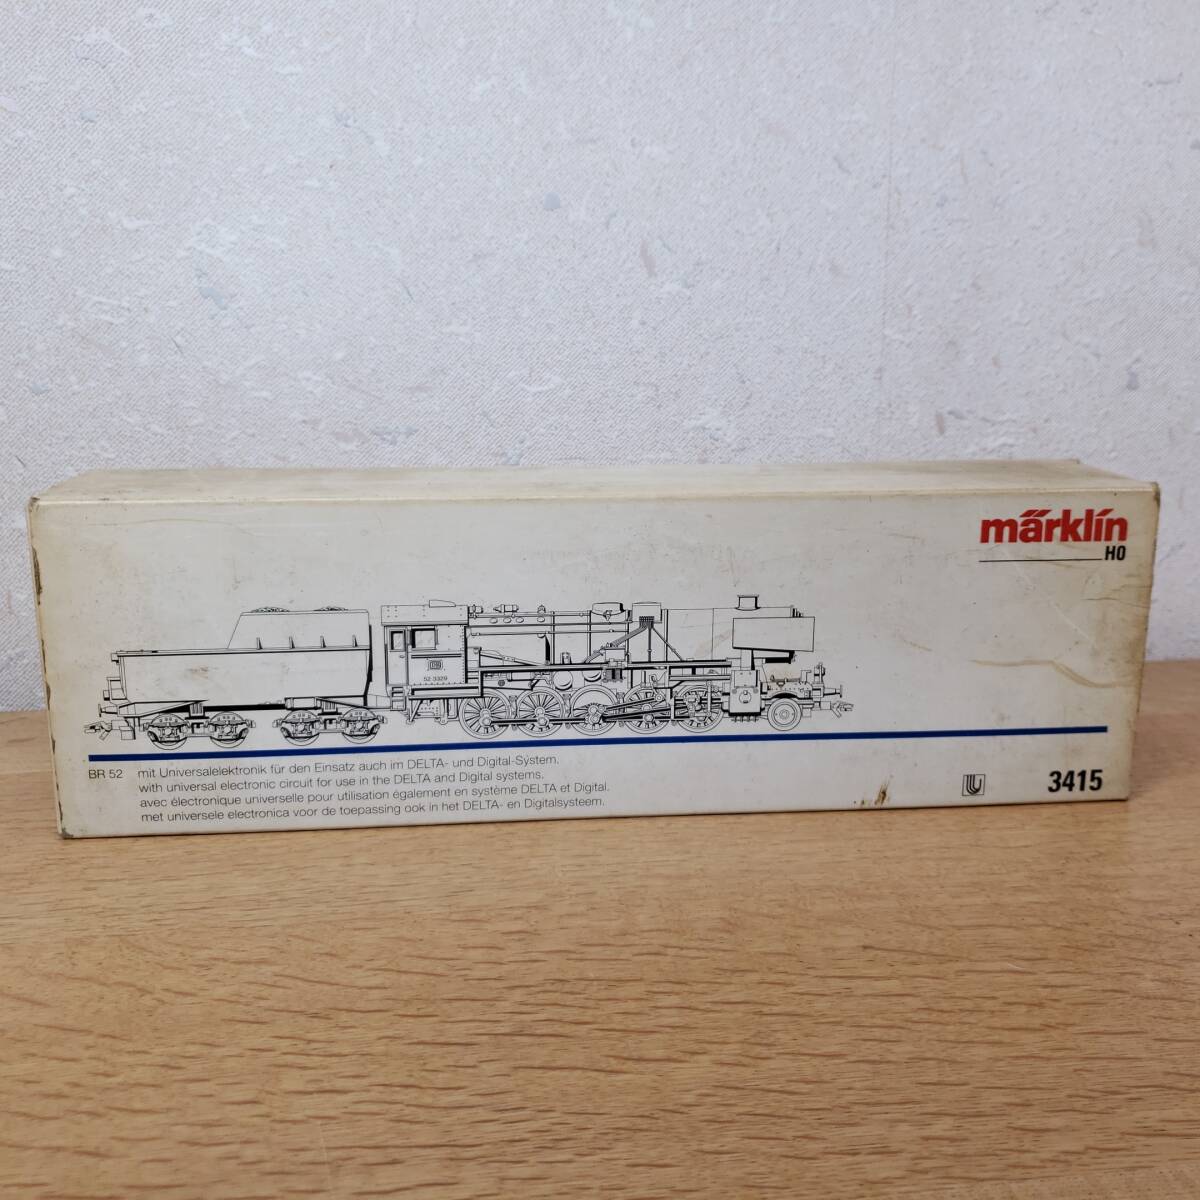 märklin
HO
DB
52 3329
BR 52 mit Universalelektronik für den Einsatz auch im DELTA- und Digital-System.
with universal electronic circuit for use in the DELTA and Digital systems.
avec électronique universelle pour utilisation également en système DELTA et Digital.
met universele electronica voor de toepassing ook in het DELTA- en Digitalsysteem.
3415